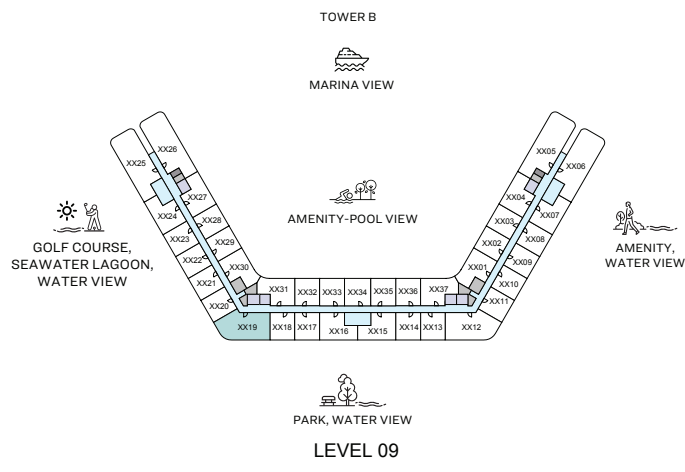 TOWER B
MARINA VIEW
XX26
XX25
XX05
XX06
XX27
XX04
XX24
XX28
XX03
XX07
XX23
XX29
XX02
XX08
XX22
XX30
XX01
XX09
XX21
XX10
XX20
XX11
AMENITY-POOL VIEW
GOLF COURSE,
SEAWATER LAGOON,
WATER VIEW
AMENITY,
WATER VIEW
XX31
XX32
XX33
XX34
XX35
XX36
XX37
XX19
XX18
XX17
XX16
XX15
XX14
XX13
XX12
PARK, WATER VIEW
LEVEL 09